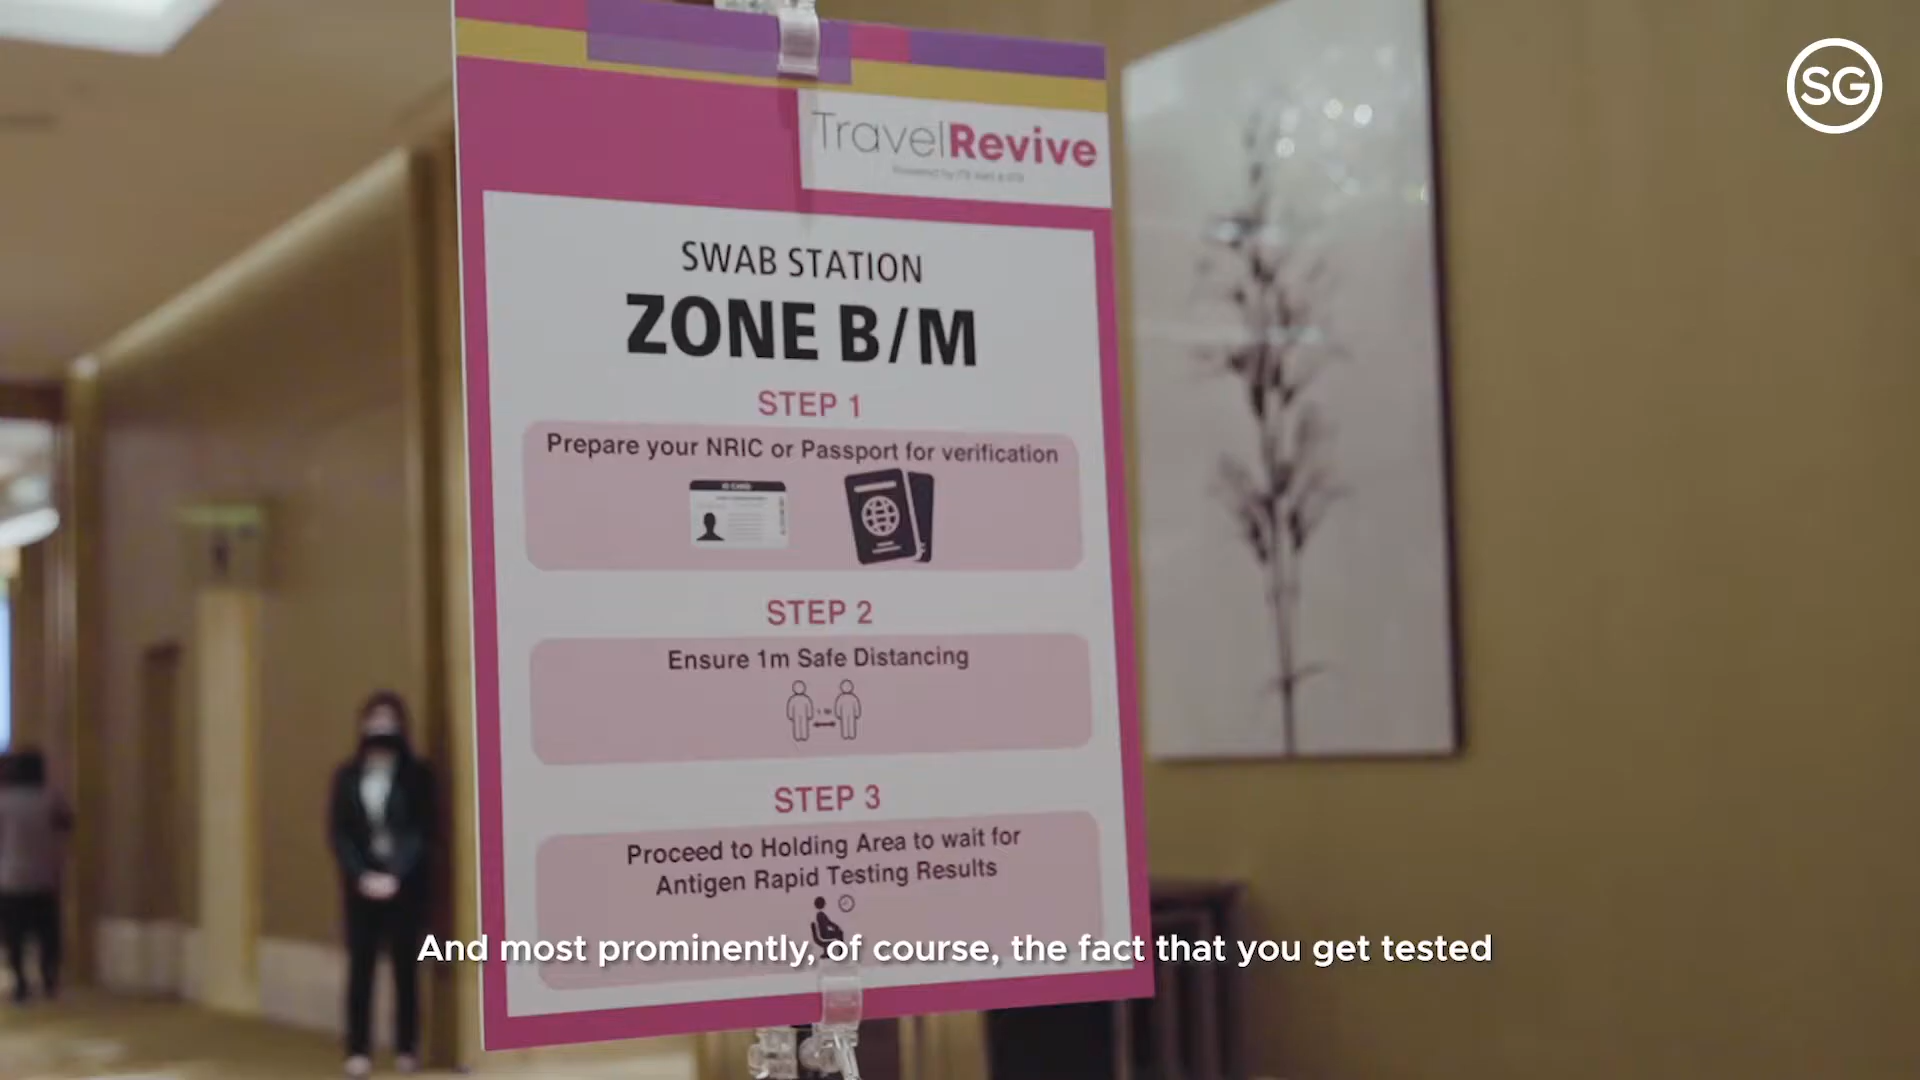 SG
TravelRevive
SWAB STATION
ZONE B/M
STEP 1
Prepare your NRIC or Passport for verification
ID CARD
STEP 2
Ensure 1m Safe Distancing
STEP 3
Proceed to Holding Area to wait for
Antigen Rapid Testing Results
And most prominently, of course, the fact that you get tested